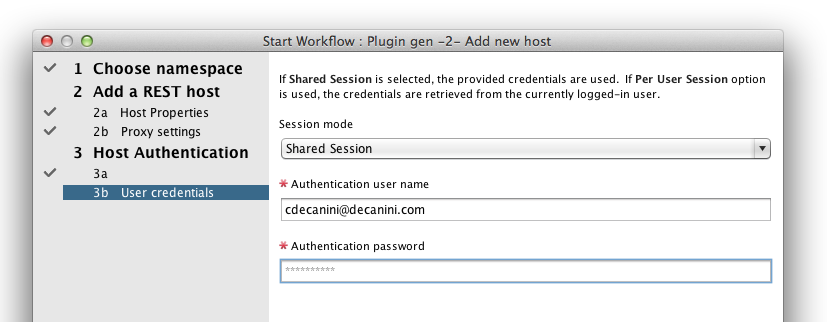 Start Workflow : Plugin gen -2- Add new host
1 Choose namespace
2 Add a REST host
2a Host Properties
2b Proxy settings
3 Host Authentication
3a
3b User credentials
If Shared Session is selected, the provided credentials are used. If Per User Session option
is used, the credentials are retrieved from the currently logged-in user.
Session mode
Shared Session
* Authentication user name
cdecanini@decanini.com
* Authentication password
**********